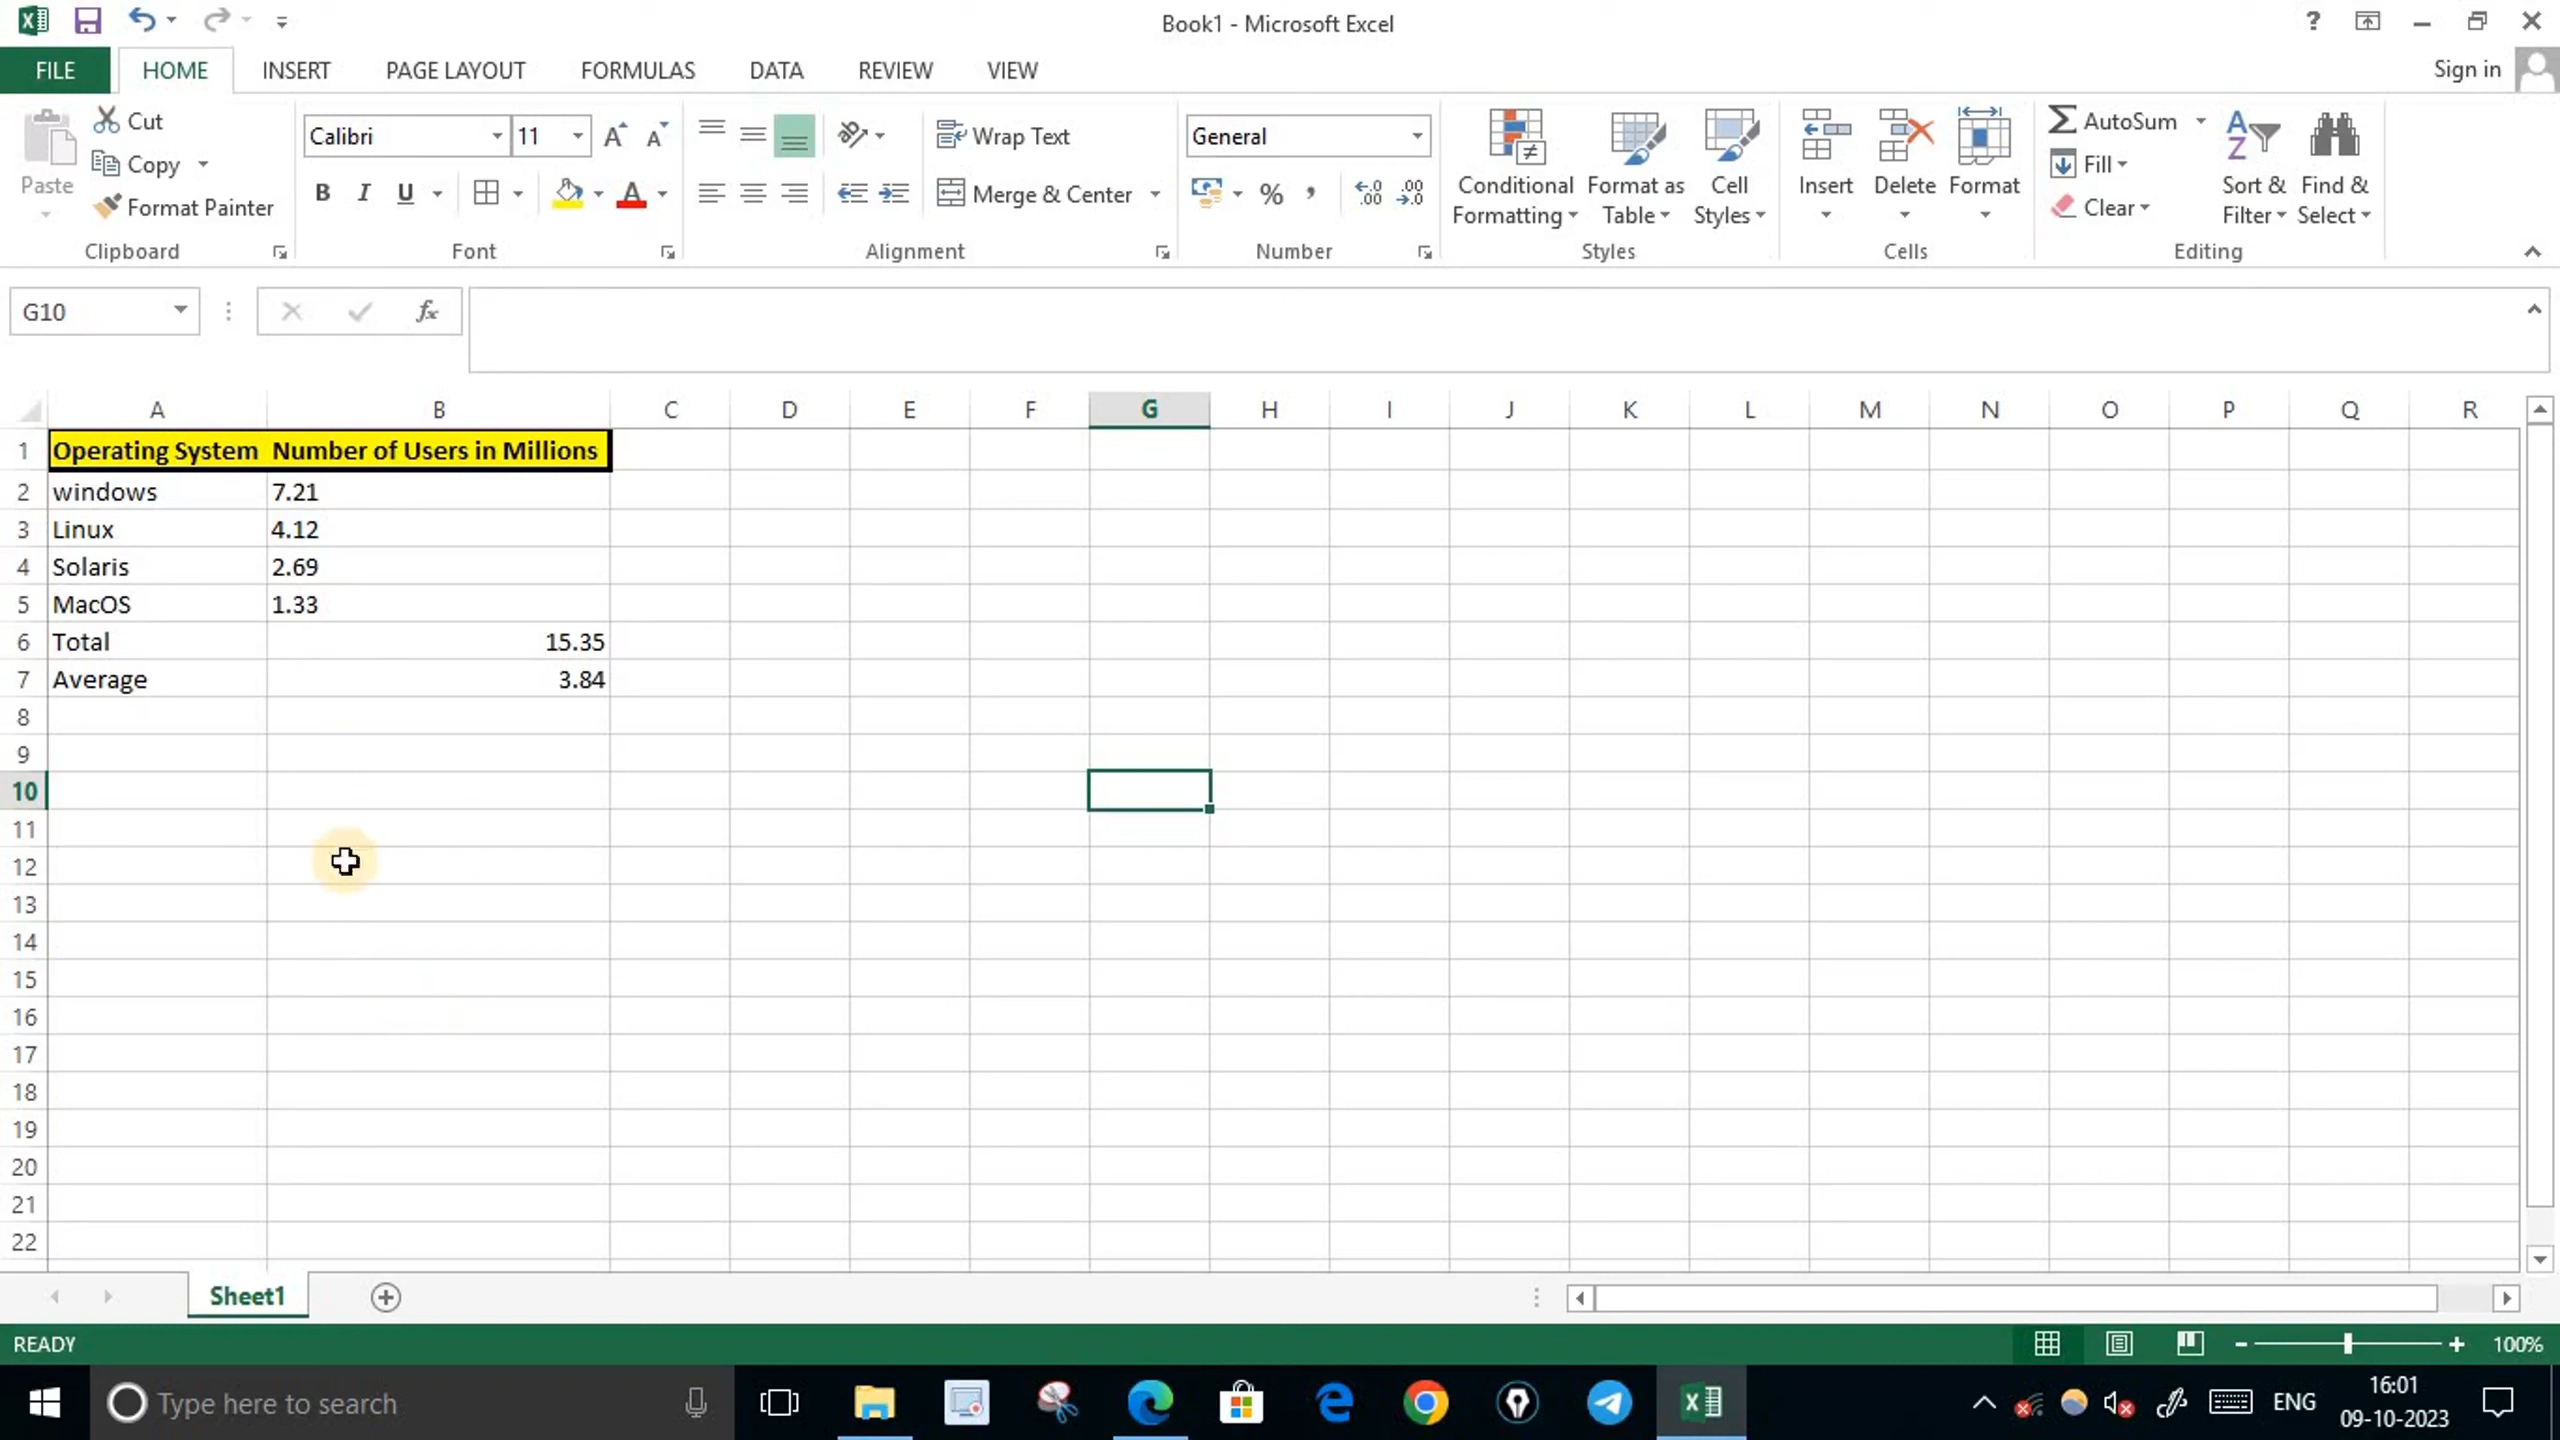 Book1 - Microsoft Excel
?
FILE HOME INSERT PAGE LAYOUT FORMULAS DATA REVIEW VIEW Sign in
Paste Cut Copy Format Painter Clipboard
Calibri 11 B I U Font
Wrap Text Merge & Center Alignment
General % , Number
Conditional Formatting Format as Table Cell Styles Styles
Insert Delete Format Cells
AutoSum Fill Clear Sort & Filter Find & Select Editing
G10 fx
A B C D E F G H I J K L M N O P Q R
1 Operating System Number of Users in Millions
2 windows 7.21
3 Linux 4.12
4 Solaris 2.69
5 MacOS 1.33
6 Total 15.35
7 Average 3.84
8
9
10
11
12
13
14
15
16
17
18
19
20
21
22
Sheet1
READY 100%
Type here to search ENG 16:01
09-10-2023